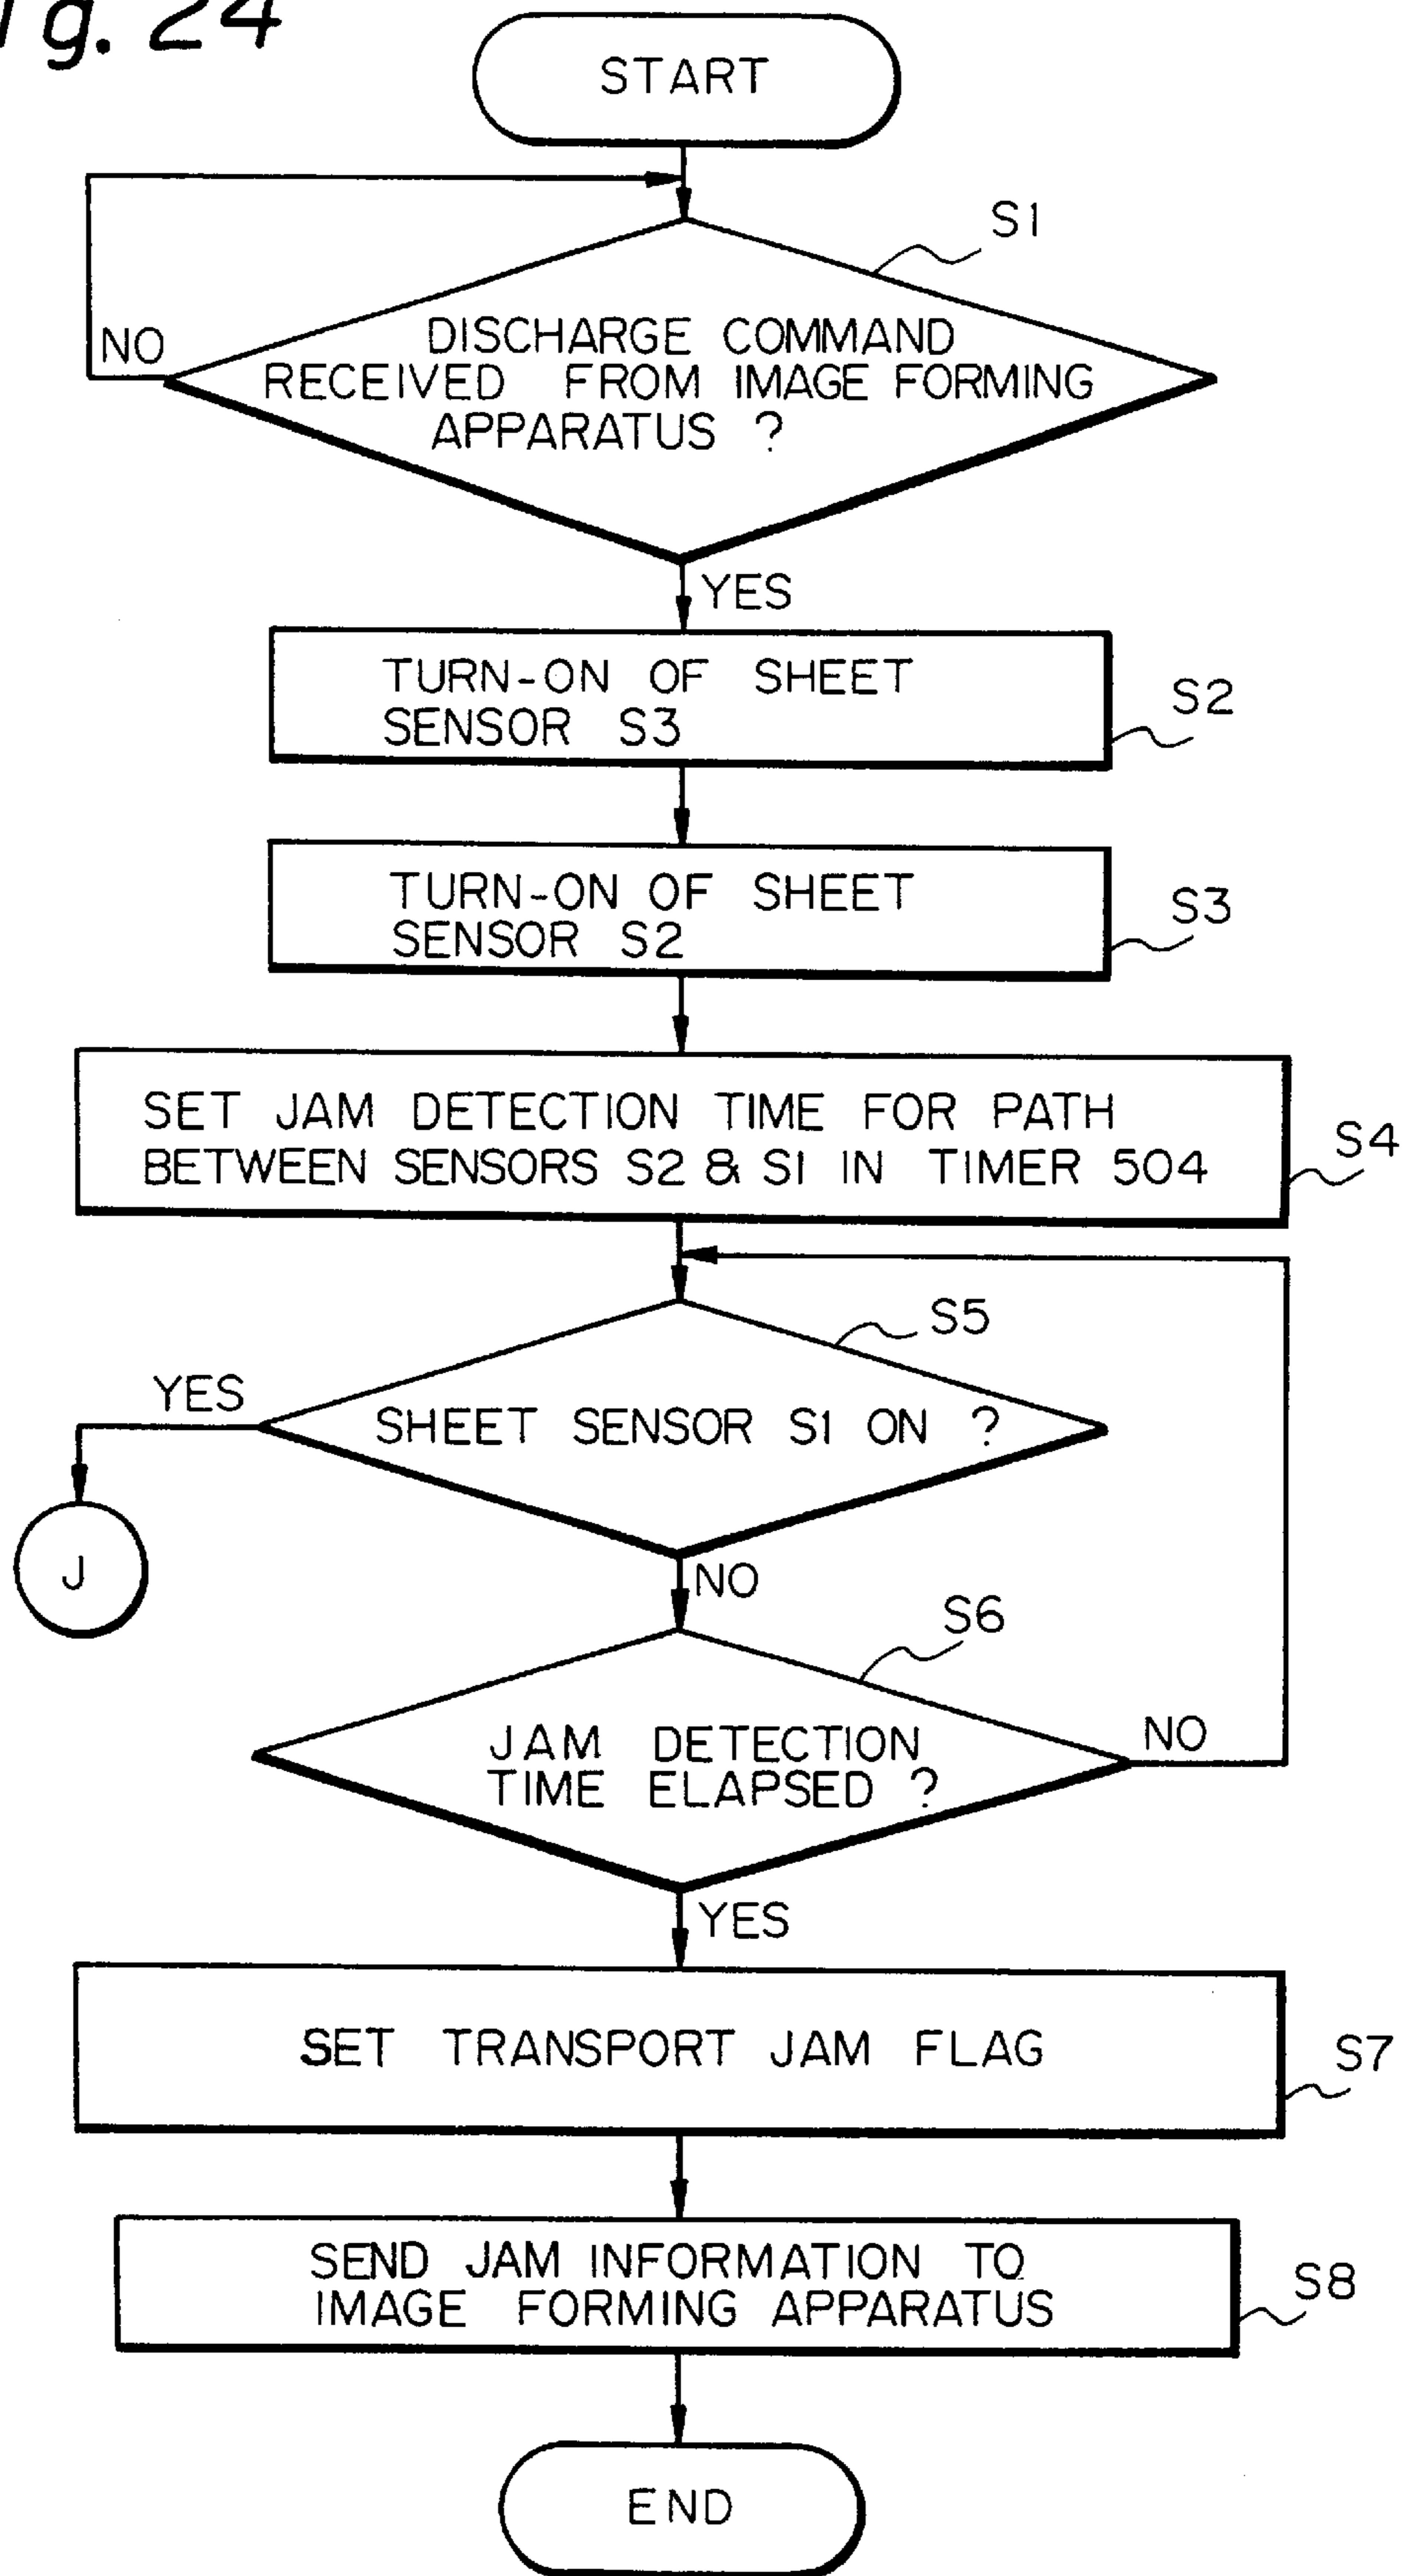 g. 24
START
S1
NO
DISCHARGE COMMAND
RECEIVED FROM IMAGE FORMING
APPARATUS ?
YES
TURN-ON OF SHEET
SENSOR S3
S2
TURN-ON OF SHEET
SENSOR S2
S3
SET JAM DETECTION TIME FOR PATH
BETWEEN SENSORS S2 & S1 IN TIMER 504
S4
S5
YES
SHEET SENSOR S1 ON ?
J
NO
S6
JAM DETECTION
TIME ELAPSED ?
NO
YES
SET TRANSPORT JAM FLAG
S7
SEND JAM INFORMATION TO
IMAGE FORMING APPARATUS
S8
END